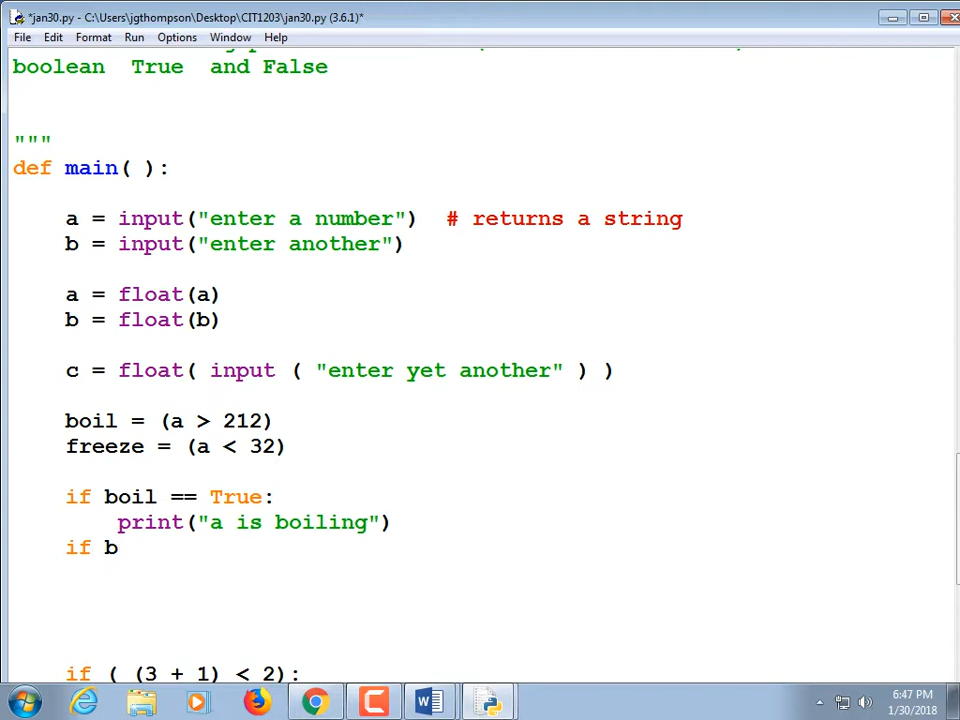 *jan30.py - C:\Users\jgthompson\Desktop\CIT1203\jan30.py (3.6.1)*
File Edit Format Run Options Window Help
boolean  True  and False
"""
def main( ):
    a = input("enter a number")  # returns a string
    b = input("enter another")
    a = float(a)
    b = float(b)
    c = float( input ( "enter yet another" ) )
    boil = (a > 212)
    freeze = (a < 32)
    if boil == True:
        print("a is boiling")
    if b
    if ( (3 + 1) < 2):
6:47 PM
1/30/2018